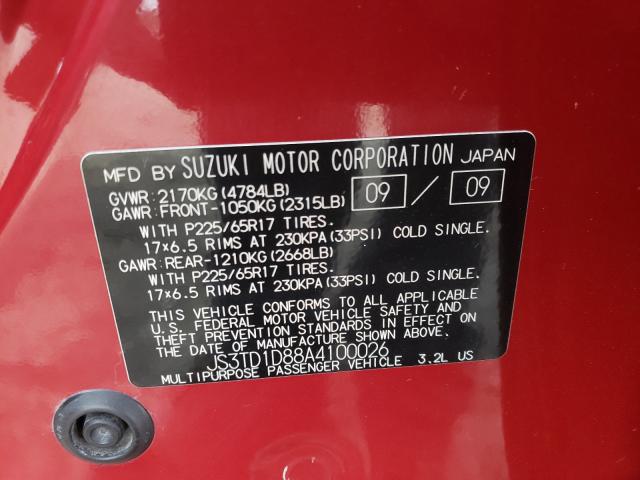 MFD BY SUZUKI MOTOR CORPORATION JAPAN
GVWR: 2170KG (4784LB) 09 / 09
GAWR: FRONT-1050KG (2315LB)
WITH P225/65R17 TIRES.
17×6.5 RIMS AT 230KPA (33PSI) COLD SINGLE.
GAWR: REAR-1210KG (2668LB)
WITH P225/65R17 TIRES.
17×6.5 RIMS AT 230KPA (33PSI) COLD SINGLE.
THIS VEHICLE CONFORMS TO ALL APPLICABLE
U.S. FEDERAL MOTOR VEHICLE SAFETY AND
THEFT PREVENTION STANDARDS IN EFFECT ON
THE DATE OF MANUFACTURE SHOWN ABOVE.
JS3TD1D88A4100026
MULTIPURPOSE PASSENGER VEHICLE 3.2L US